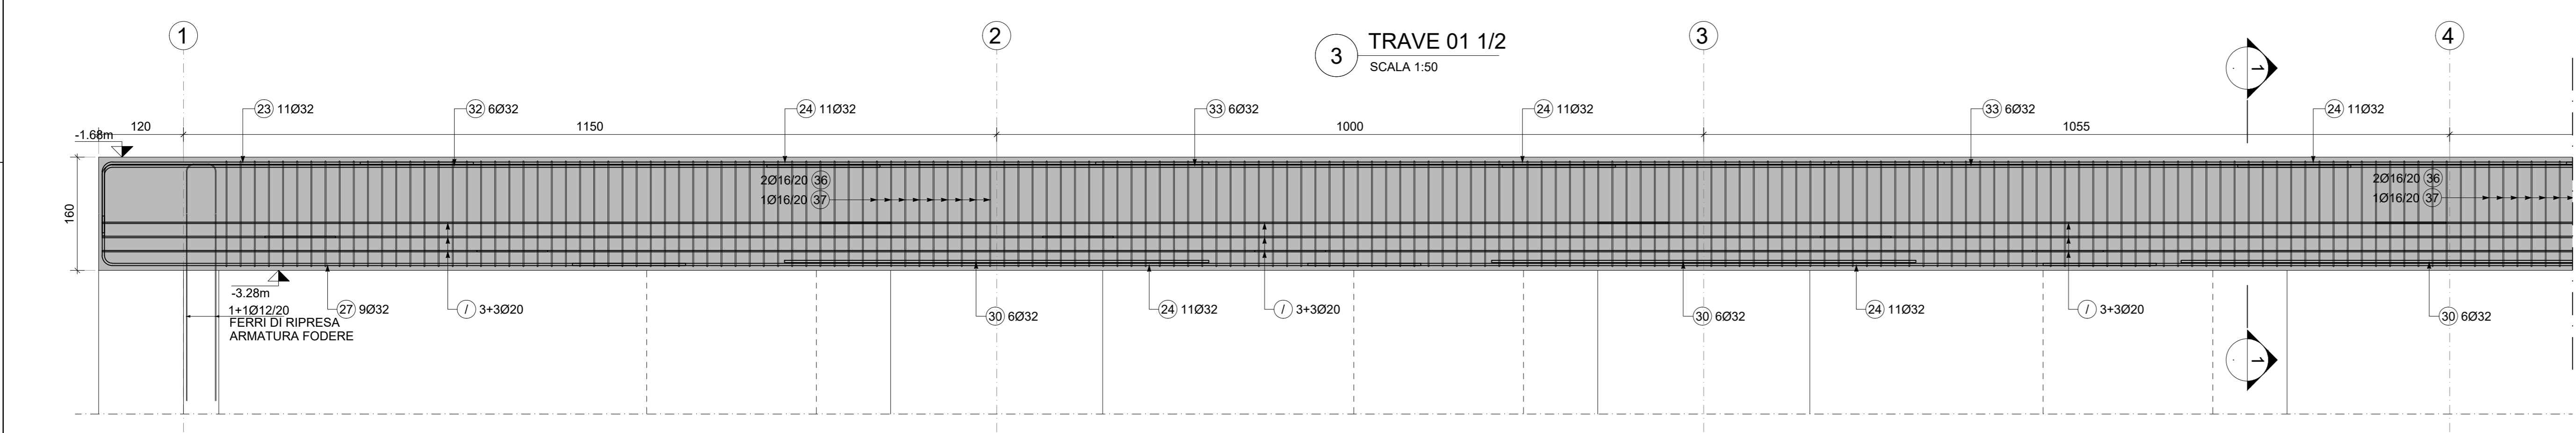 1
2
3
4
3
TRAVE 01 1/2
SCALA 1:50
1
23 11Ø32
32 6Ø32
24 11Ø32
33 6Ø32
24 11Ø32
33 6Ø32
24 11Ø32
120
1150
1000
1055
-1.68m
160
2Ø16/20 36
1Ø16/20 37
2Ø16/20 36
1Ø16/20 37
-3.28m
1+1Ø12/20
FERRI DI RIPRESA
ARMATURA FODERE
27 9Ø32
/ 3+3Ø20
30 6Ø32
24 11Ø32
/ 3+3Ø20
30 6Ø32
24 11Ø32
/ 3+3Ø20
30 6Ø32
1